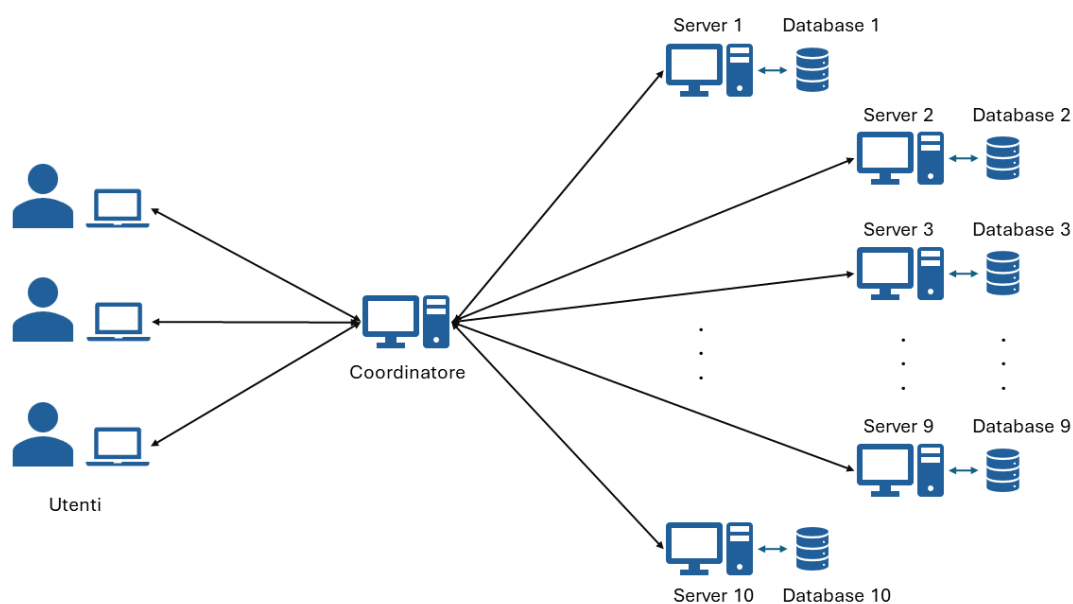 Server 1 Database 1
Server 2 Database 2
Server 3 Database 3
Coordinatore
Server 9 Database 9
Utenti
Server 10 Database 10